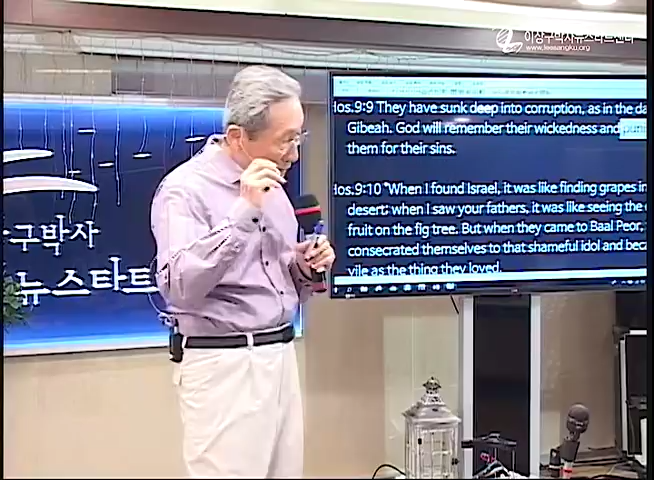 이상구박사뉴스타트센터
www.leesangku.org
Hos.9:9 They have sunk deep into corruption, as in the da
Gibeah. God will remember their wickedness and
them for their sins.
Hos.9:10 "When I found Israel, it was like finding grapes in
desert; when I saw your fathers, it was like seeing the
fruit on the fig tree. But when they came to Baal Peor,
consecrated themselves to that shameful idol and beca
vile as the thing they loved.
구박사
뉴스타트